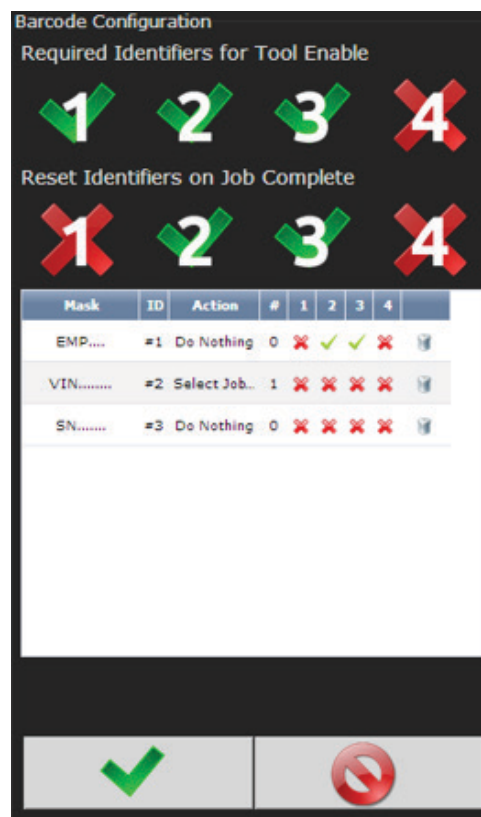 Barcode Configuration
Required Identifiers for Tool Enable
1 2 3 4
Reset Identifiers on Job Complete
1 2 3 4
Mask ID Action # 1 2 3 4
EMP.... #1 Do Nothing 0
VIN........ #2 Select Job.. 1
SN....... #3 Do Nothing 0